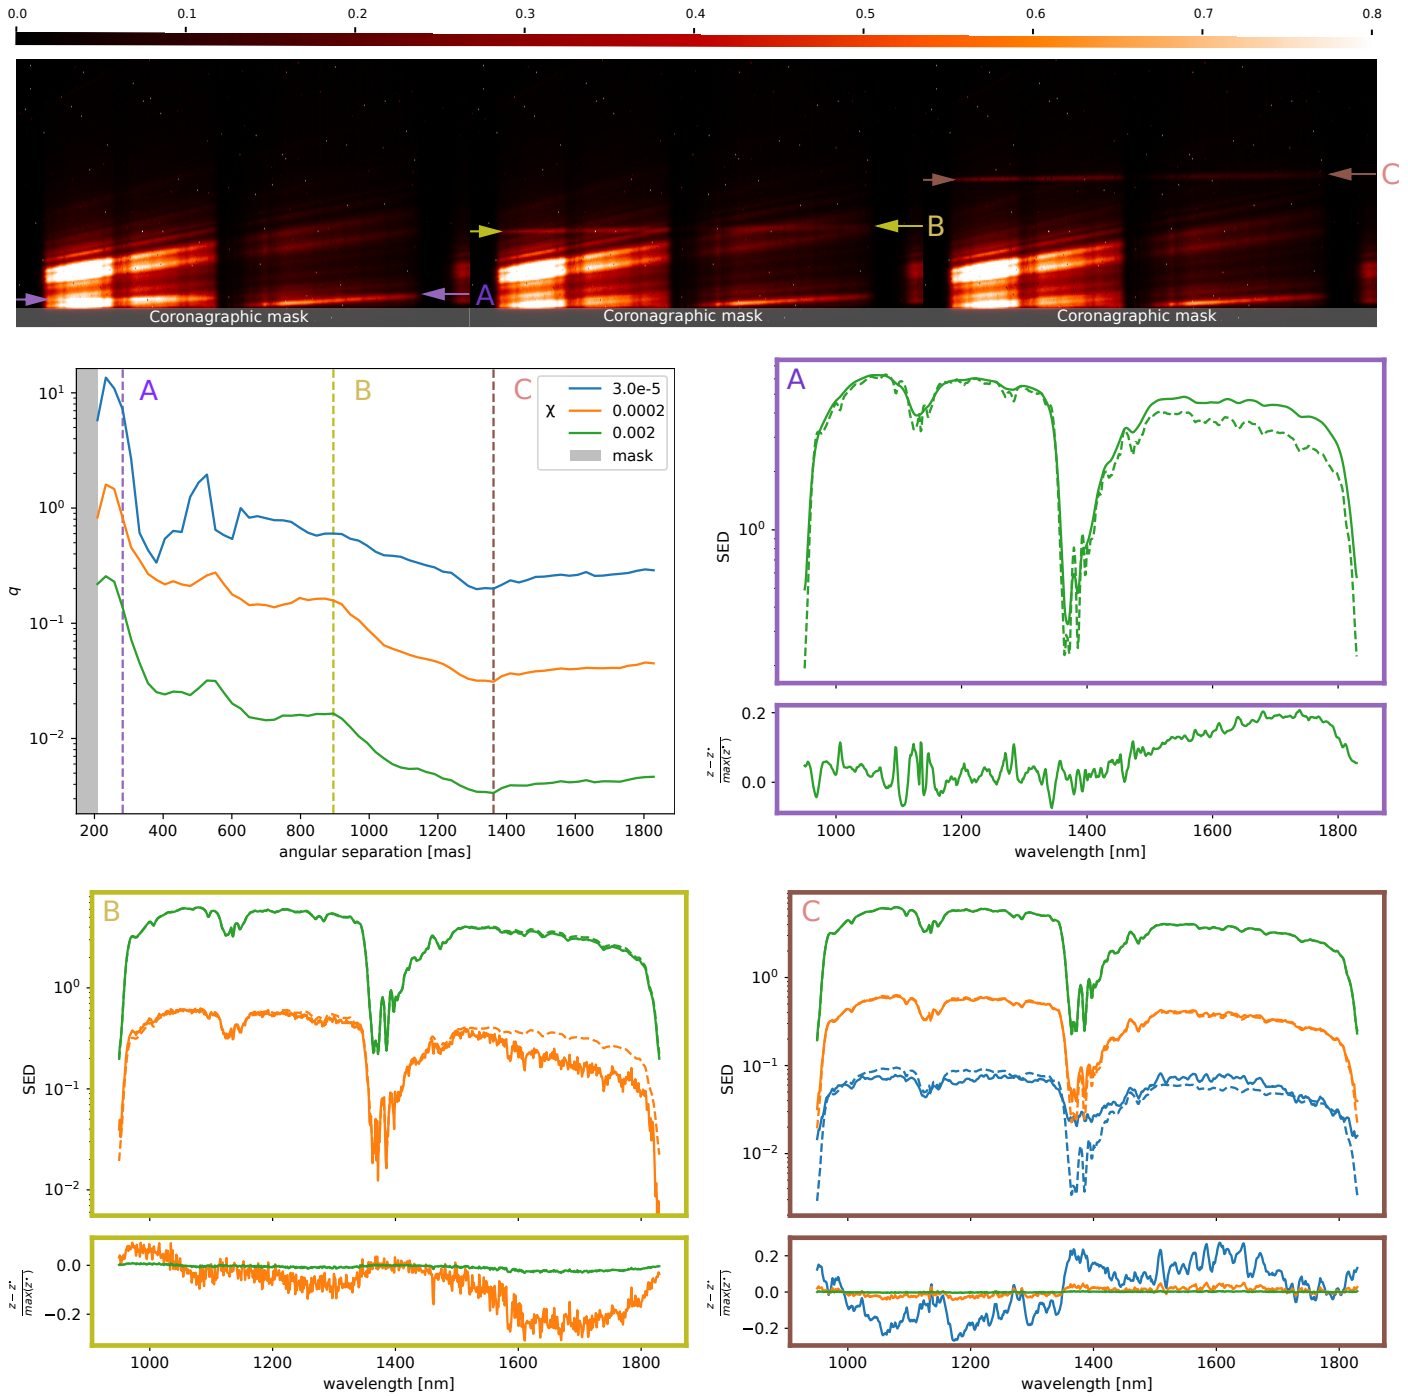 0.0 0.1 0.2 0.3 0.4 0.5 0.6 0.7 0.8
C
B
A
Coronagraphic mask Coronagraphic mask Coronagraphic mask
A B C
χ
3.0e-5
0.0002
0.002
mask
10¹
10⁰
10⁻¹
10⁻²
q
200 400 600 800 1000 1200 1400 1600 1800
angular separation [mas]
A
10⁰
SED
0.2
0.0
z − z*
max(z*)
1000 1200 1400 1600 1800
wavelength [nm]
B
10⁰
10⁻¹
10⁻²
SED
0.0
−0.2
z − z*
max(z*)
1000 1200 1400 1600 1800
wavelength [nm]
C
10⁰
10⁻¹
10⁻²
SED
0.2
0.0
−0.2
z − z*
max(z*)
1000 1200 1400 1600 1800
wavelength [nm]